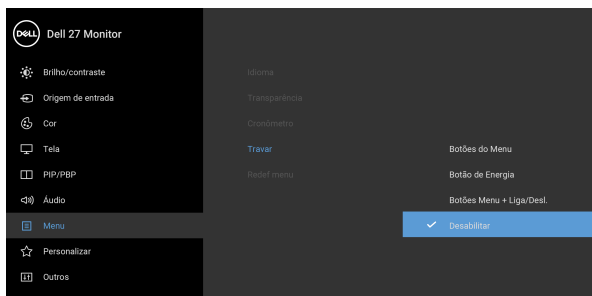 DELL
Dell 27 Monitor
Brilho/contraste
Origem de entrada
Cor
Tela
PIP/PBP
Áudio
Menu
Personalizar
Outros
Idioma
Transparência
Cronômetro
Travar
Redef menu
Botões do Menu
Botão de Energia
Botões Menu + Liga/Desl.
Desabilitar